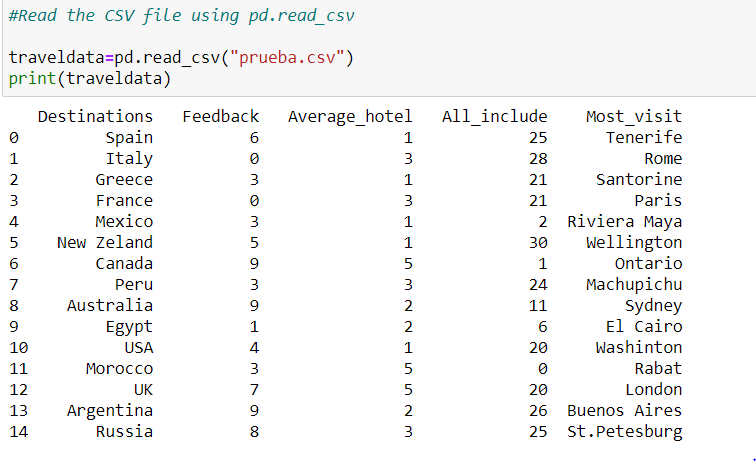 #Read the CSV file using pd.read_csv
traveldata=pd.read_csv("prueba.csv")
print(traveldata)
Destinations Feedback Average_hotel All_include Most_visit
0 Spain 6 1 25 Tenerife
1 Italy 0 3 28 Rome
2 Greece 3 1 21 Santorine
3 France 0 3 21 Paris
4 Mexico 3 1 2 Riviera Maya
5 New Zeland 5 1 30 Wellington
6 Canada 9 5 1 Ontario
7 Peru 3 3 24 Machupichu
8 Australia 9 2 11 Sydney
9 Egypt 1 2 6 El Cairo
10 USA 4 1 20 Washinton
11 Morocco 3 5 0 Rabat
12 UK 7 5 20 London
13 Argentina 9 2 26 Buenos Aires
14 Russia 8 3 25 St.Petesburg